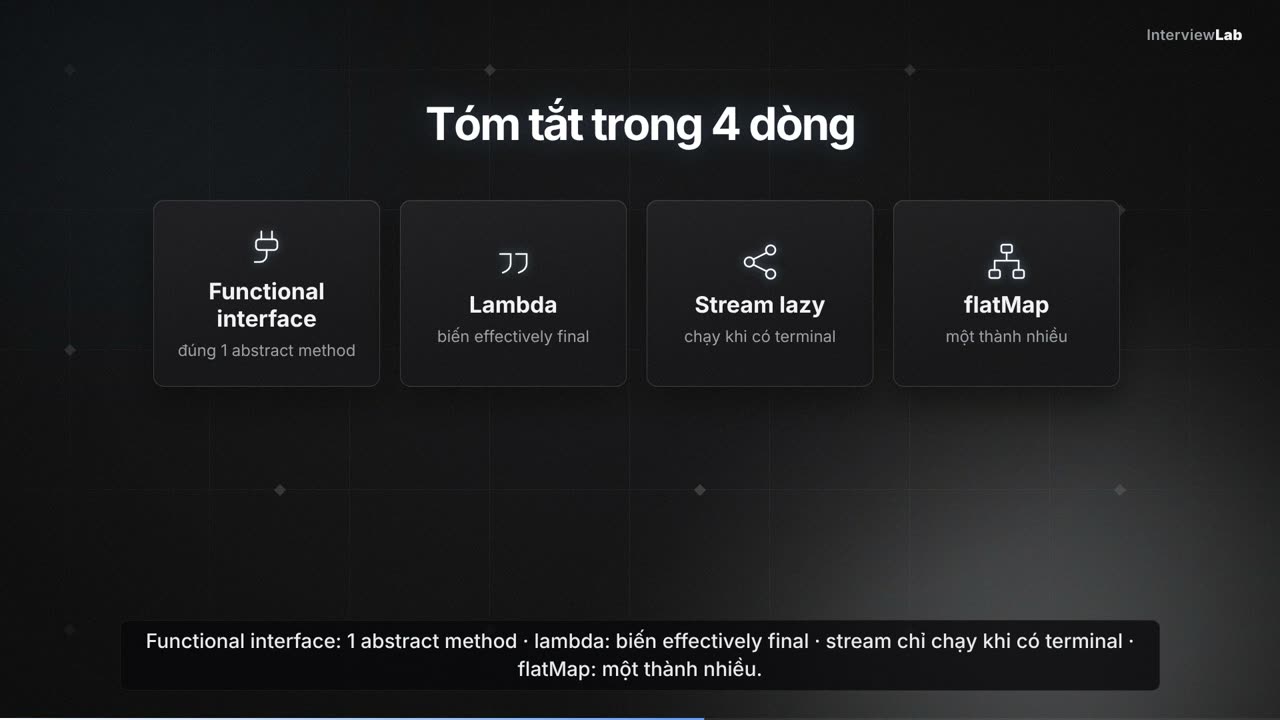 InterviewLab
Tóm tắt trong 4 dòng
Functional
interface
đúng 1 abstract method
Lambda
biến effectively final
Stream lazy
chạy khi có terminal
flatMap
một thành nhiều
Functional interface: 1 abstract method · lambda: biến effectively final · stream chỉ chạy khi có terminal ·
flatMap: một thành nhiều.